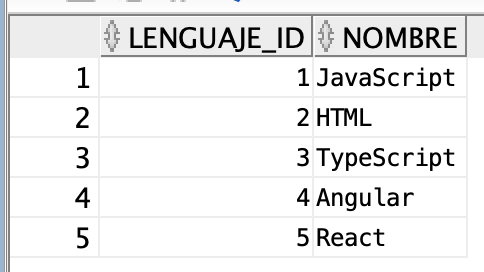 LENGUAJE_ID NOMBRE
1 1 JavaScript
2 2 HTML
3 3 TypeScript
4 4 Angular
5 5 React